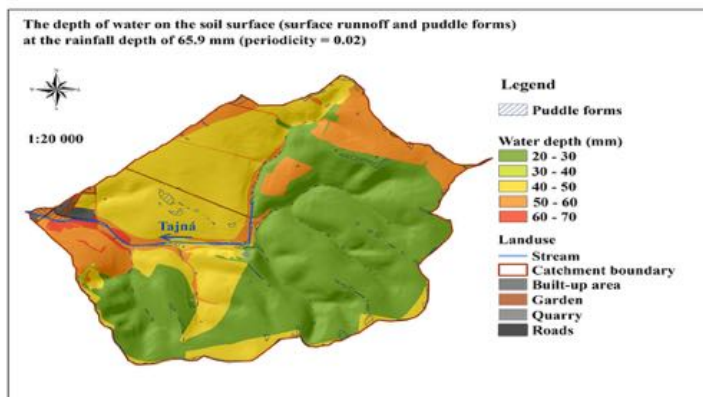 The depth of water on the soil surface (surface runnoff and puddle forms)
at the rainfall depth of 65.9 mm (periodicity = 0.02)
1:20 000
Tajná
Legend
Puddle forms
Water depth (mm)
20 - 30
30 - 40
40 - 50
50 - 60
60 - 70
Landuse
Stream
Catchment boundary
Built-up area
Garden
Quarry
Roads